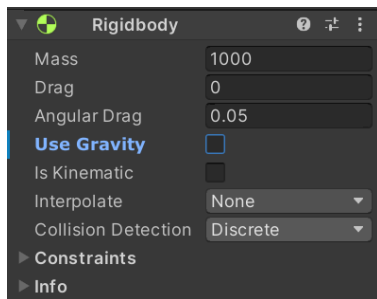 Rigidbody
Mass 1000
Drag 0
Angular Drag 0.05
Use Gravity
Is Kinematic
Interpolate None
Collision Detection Discrete
Constraints
Info